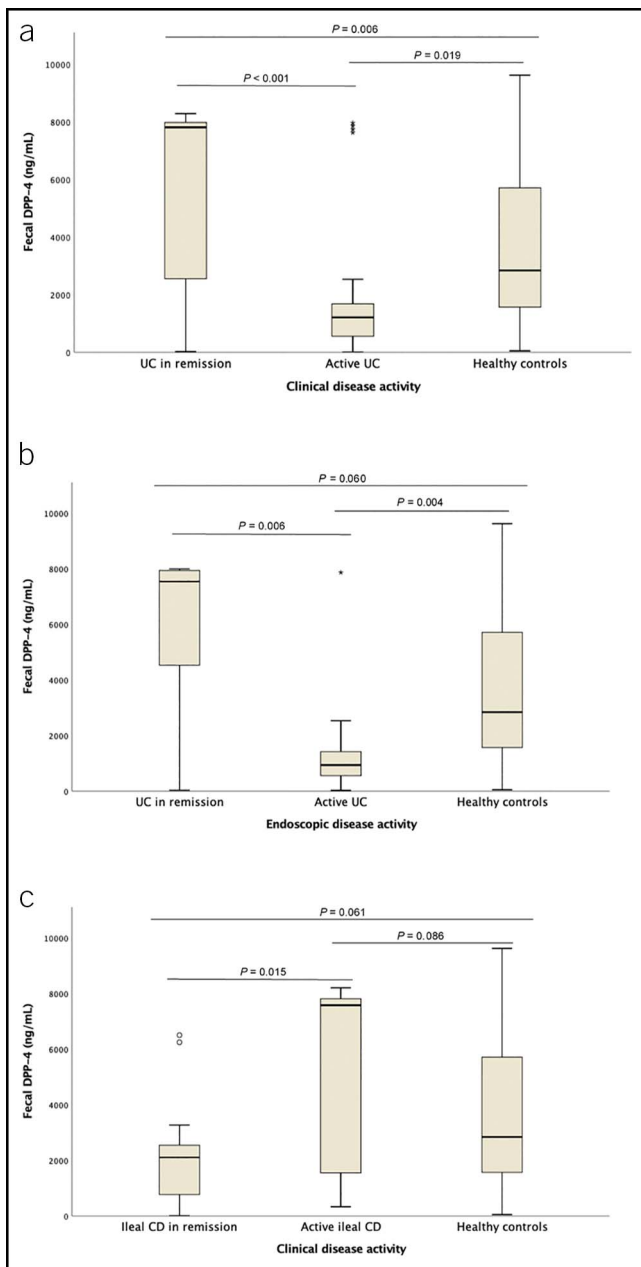 a
P = 0.006
P = 0.019
P < 0.001
10000
8000
6000
4000
2000
0
Fecal DPP-4 (ng/mL)
UC in remission Active UC Healthy controls
Clinical disease activity
b
P = 0.060
P = 0.004
P = 0.006
10000
8000
6000
4000
2000
0
Fecal DPP-4 (ng/mL)
UC in remission Active UC Healthy controls
Endoscopic disease activity
c
P = 0.061
P = 0.086
P = 0.015
10000
8000
6000
4000
2000
0
Fecal DPP-4 (ng/mL)
Ileal CD in remission Active ileal CD Healthy controls
Clinical disease activity